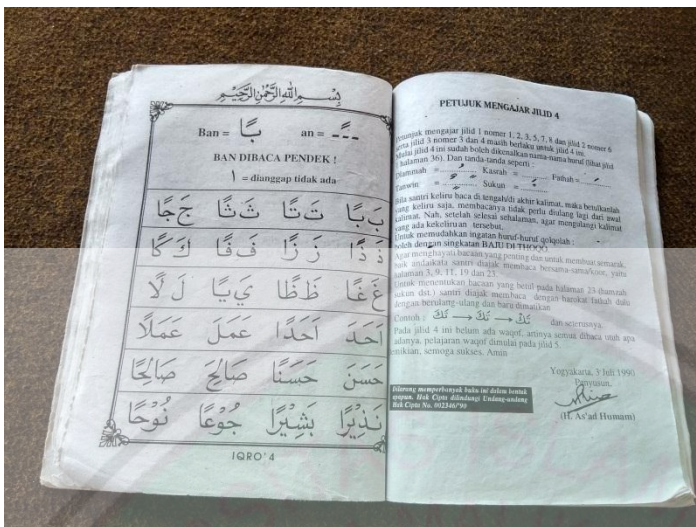 بِسْمِ اللهِ الرَّحْمٰنِ الرَّحِيْمِ
Ban = بًا an = ـًـ
BAN DIBACA PENDEK !
١ = dianggap tidak ada
بَ بًا تَ تًا ثَ ثًا جَ جًا
دَ دًا رَ رًا فَ فًا كَ كًا
غَ غًا ظَ ظًا يَ يًا لَ لًا
اَحَدَ اَحَدًا عَمَلَ عَمَلًا
حَسَنَ حَسَنًا صَالِحَ صَالِحًا
نَذِيْرًا بَشِيْرًا جُوْعًا نُوْحًا
IQRO' 4
PETUJUK MENGAJAR JILID 4
Petunjuk mengajar jilid 1 nomer 1, 2, 3, 5, 7, 8 dan jilid 2 nomer 6
serta jilid 3 nomer 3 dan 4 masih berlaku untuk jilid 4 ini.
Mulai jilid 4 ini sudah boleh dikenalkan nama-nama huruf (lihat jilid
halaman 36). Dan tanda-tanda seperti :
Dlammah = Kasrah = Fathah =
Tanwin: = Sukun =
Bila santri keliru baca di tengah/di akhir kalimat, maka betulkanlah
yang keliru saja, membacanya tidak perlu diulang lagi dari awal
kalimat. Nah, setelah selesai sehalaman, agar mengulangi kalimat
yang ada kekeliruan tersebut.
Untuk memudahkan ingatan huruf-huruf qolqolah :
boleh dengan singkatan BAJU DI THOQO.
Agar menghayati bacaan yang penting dan untuk membuat semarak,
baik andaikata santri diajak membaca bersama-sama/koor, yaitu
halaman 3, 9, 11, 19 dan 23.
Untuk menentukan bacaan yang benil pada halaman 23 (hamzah
sukun dst.) santri diajak membaca dengan harokat fathah dulu
dengan berulang-ulang dan baru dimatikan
Contoh : dan seterusnya.
Pada jilid 4 ini belum ada waqof, artinya semua dibaca utuh apa
adanya, pelajaran waqof dimulai pada jilid 5.
Demikian, semoga sukses. Amin
Yogyakarta, 3 Juli 1990
Penyusun,
(H. As'ad Humam)
Dilarang memperbanyak buku ini dalam bentuk
apapun. Hak Cipta dilindungi Undang-undang
Hak Cipta No. 002346/'90